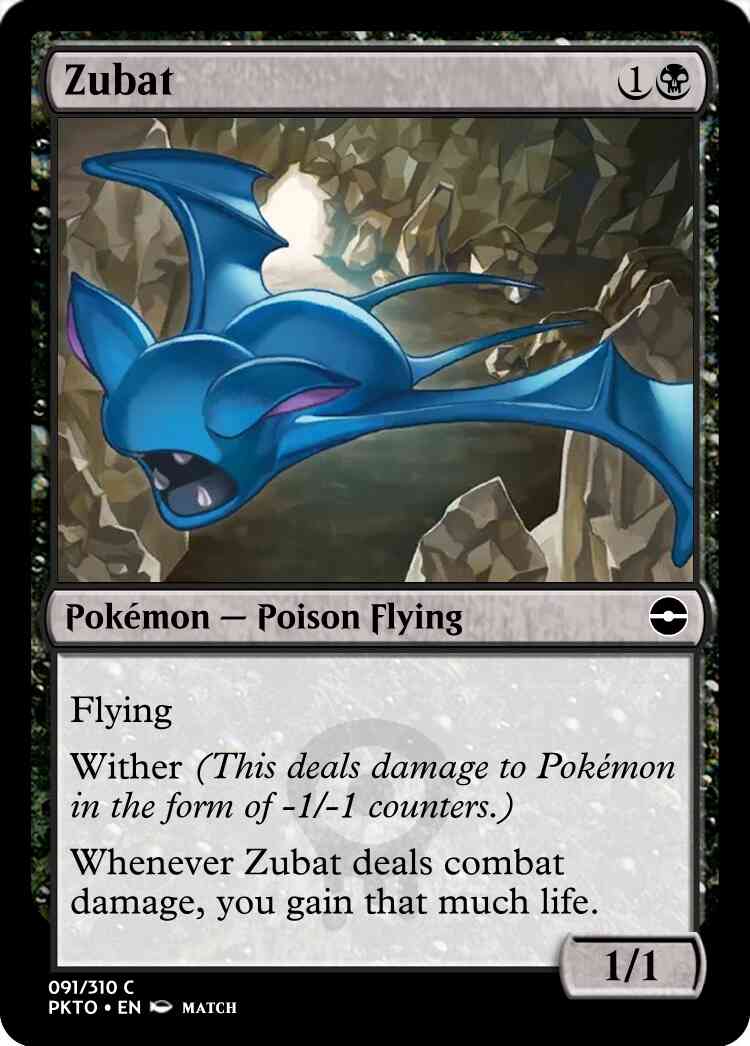 Zubat 1
Pokémon — Poison Flying
Flying
Wither (This deals damage to Pokémon
in the form of -1/-1 counters.)
Whenever Zubat deals combat
damage, you gain that much life.
1/1
091/310 C
PKTO • EN MATCH